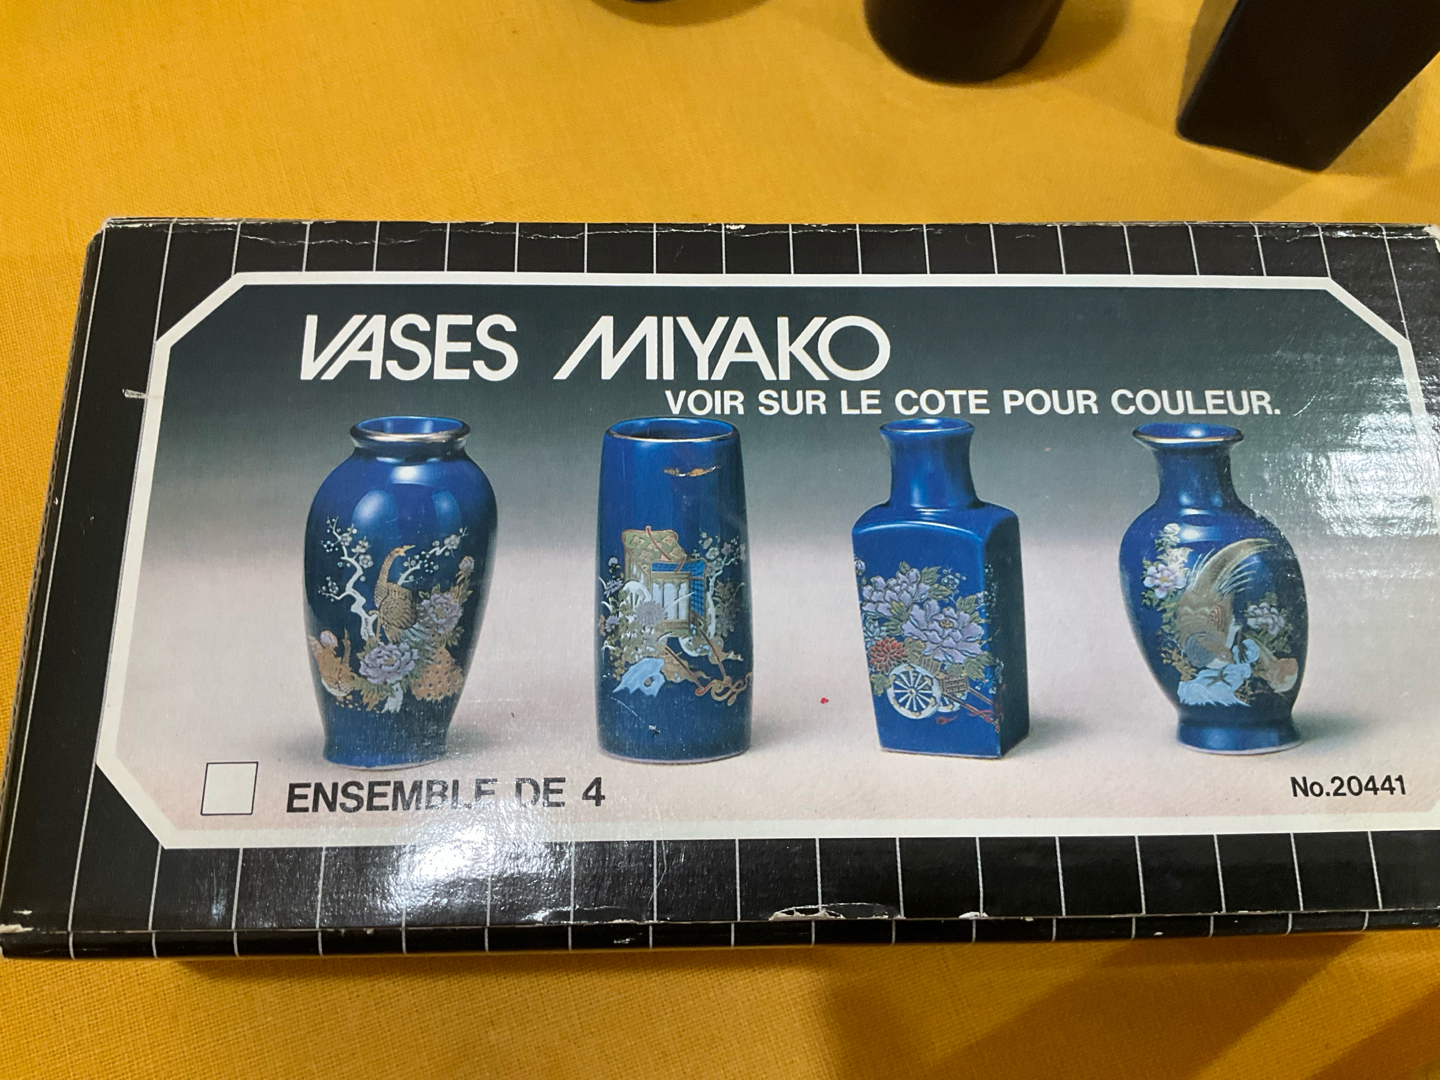 VASES MIYAKO
VOIR SUR LE COTE POUR COULEUR.
ENSEMBLE DE 4
No.20441